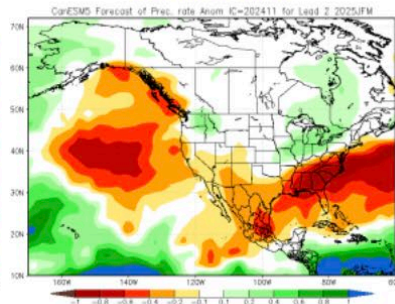 CanESM5 Forecast of Prec. rate Anom IC=202411 for Lead 2 2025JFM
70N
60N
50N
40N
30N
20N
10N
160W 140W 120W 100W 80W
-1 -0.8 -0.6 -0.4 -0.2 -0.1 0.1 0.2 0.4 0.6 0.8